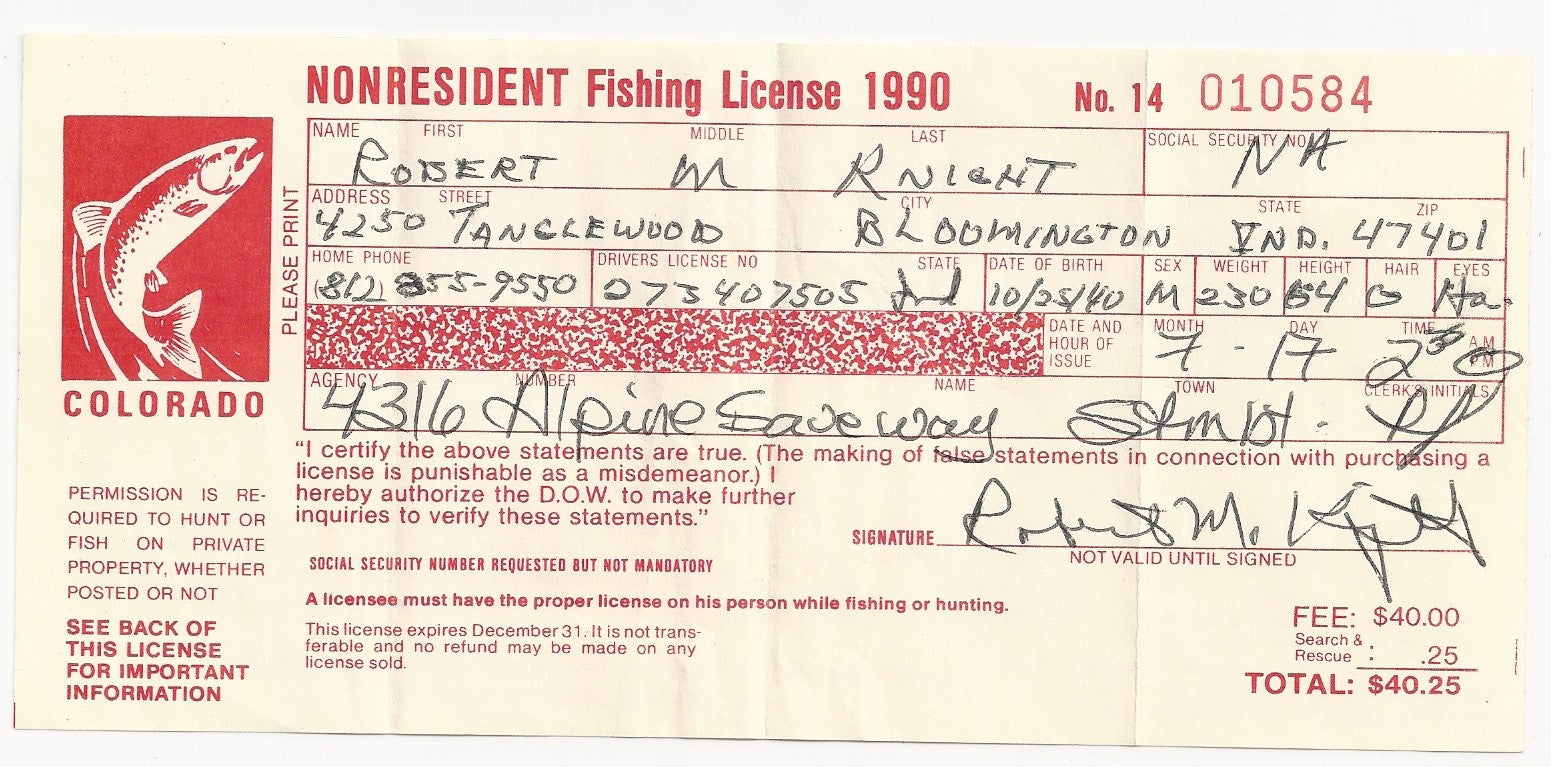 NONRESIDENT Fishing License 1990 No. 14 010584
NAME FIRST MIDDLE LAST SOCIAL SECURITY NO
ROBERT M KNIGHT NA
ADDRESS STREET CITY STATE ZIP
4250 TANGLEWOOD BLOOMINGTON IND. 47401
HOME PHONE DRIVERS LICENSE NO STATE DATE OF BIRTH SEX WEIGHT HEIGHT HAIR EYES
(812) 855-9550 273407505 Ind 10/25/40 M 230 64 Ha.
DATE AND HOUR OF ISSUE MONTH DAY TIME A.M. P.M.
7 - 17 2 30
AGENCY NUMBER NAME TOWN CLERK'S INITIALS
4316 Alpine Saveway Stmbt.
PLEASE PRINT
COLORADO
"I certify the above statements are true. (The making of false statements in connection with purchasing a
license is punishable as a misdemeanor.) I
hereby authorize the D.O.W. to make further
inquiries to verify these statements."
SIGNATURE Robert M. Knight
NOT VALID UNTIL SIGNED
SOCIAL SECURITY NUMBER REQUESTED BUT NOT MANDATORY
A licensee must have the proper license on his person while fishing or hunting.
This license expires December 31. It is not trans-
ferable and no refund may be made on any
license sold.
PERMISSION IS RE-
QUIRED TO HUNT OR
FISH ON PRIVATE
PROPERTY, WHETHER
POSTED OR NOT
SEE BACK OF
THIS LICENSE
FOR IMPORTANT
INFORMATION
FEE: $40.00
Search &
Rescue : .25
TOTAL: $40.25